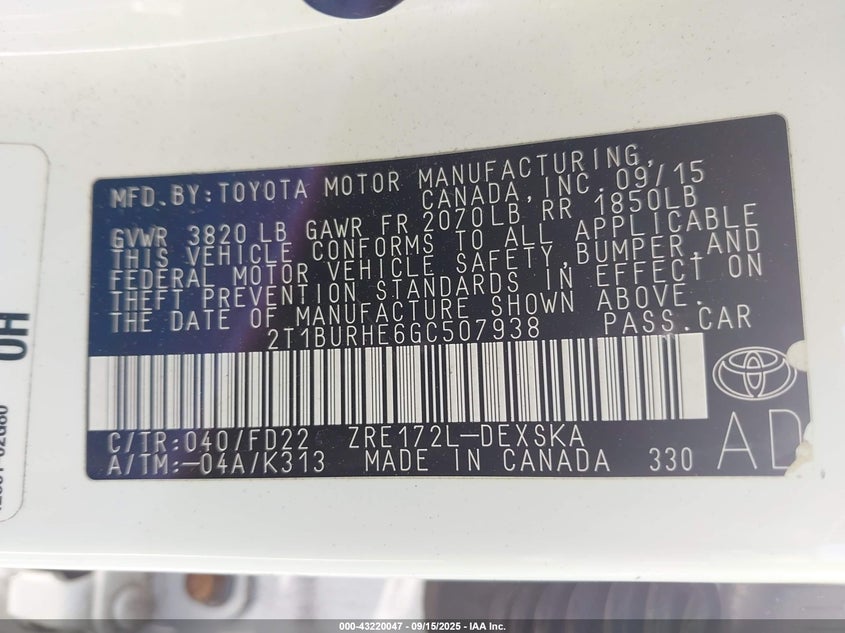 MFD.BY:TOYOTA MOTOR MANUFACTURING,
CANADA, INC. 09/15
GVWR 3820 LB GAWR FR 2070LB RR 1850LB
THIS VEHICLE CONFORMS TO ALL APPLICABLE
FEDERAL MOTOR VEHICLE SAFETY,BUMPER,AND
THEFT PREVENTION STANDARDS IN EFFECT ON
THE DATE OF MANUFACTURE SHOWN ABOVE.
2T1BURHE6GC507938 PASS.CAR
C/TR:040/FD22 ZRE172L-DEXSKA
A/TM:-04A/K313 MADE IN CANADA 330
AD
OH
000-43220047 - 09/15/2025 - IAA Inc.